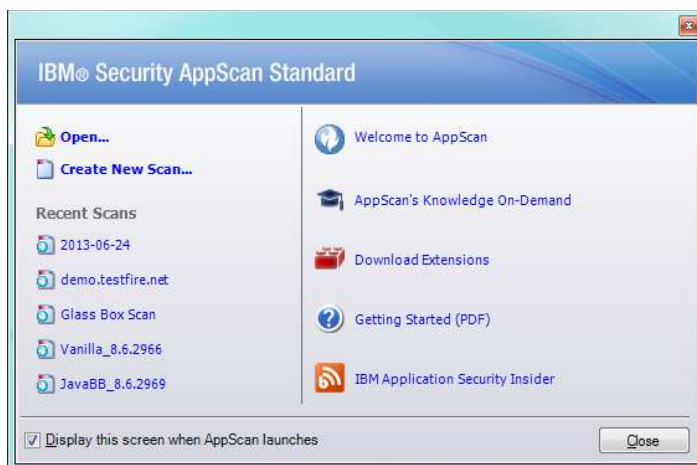 IBM® Security AppScan Standard
Open...
Create New Scan...
Recent Scans
2013-06-24
demo.testfire.net
Glass Box Scan
Vanilla_8.6.2966
JavaBB_8.6.2969
Welcome to AppScan
AppScan's Knowledge On-Demand
Download Extensions
Getting Started (PDF)
IBM Application Security Insider
Display this screen when AppScan launches
Close